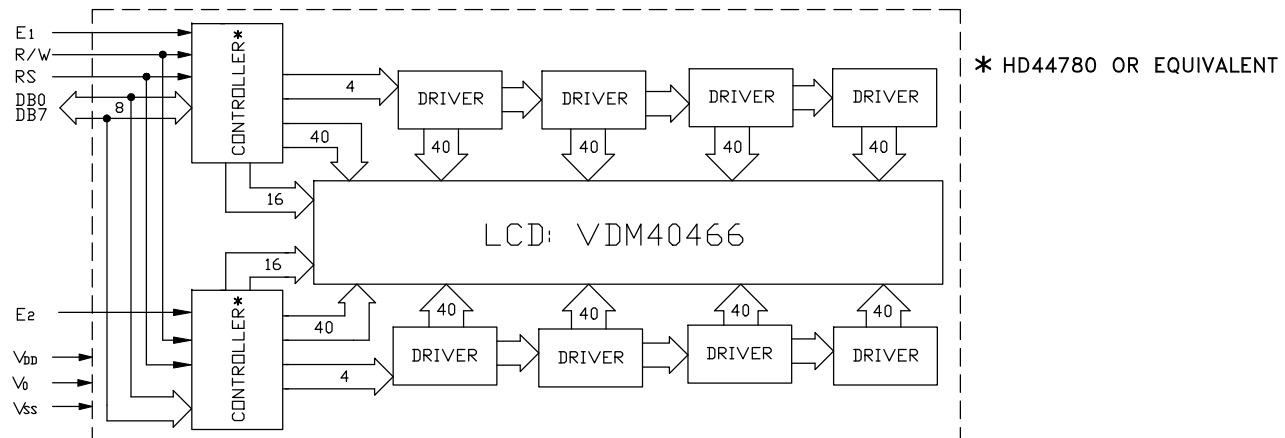 E1
R/W
RS
DB0
DB7
8
CONTROLLER*
4
40
16
DRIVER
DRIVER
DRIVER
DRIVER
40
40
40
40
* HD44780 OR EQUIVALENT
LCD: VDM40466
16
E2
VDD
V0
VSS
CONTROLLER*
40
4
40
40
40
40
DRIVER
DRIVER
DRIVER
DRIVER